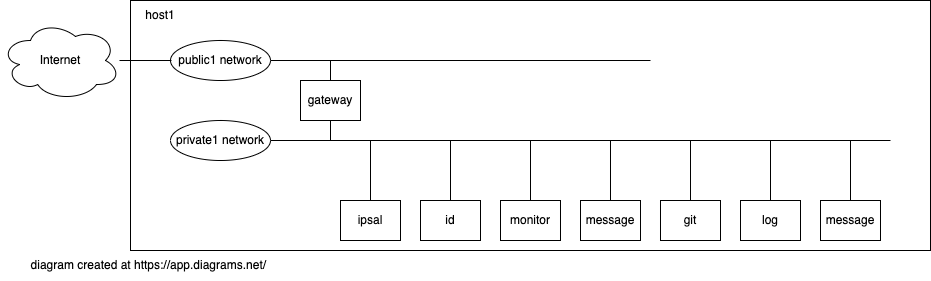 host1
Internet
public1 network
gateway
private1 network
ipsal
id
monitor
message
git
log
message
diagram created at https://app.diagrams.net/